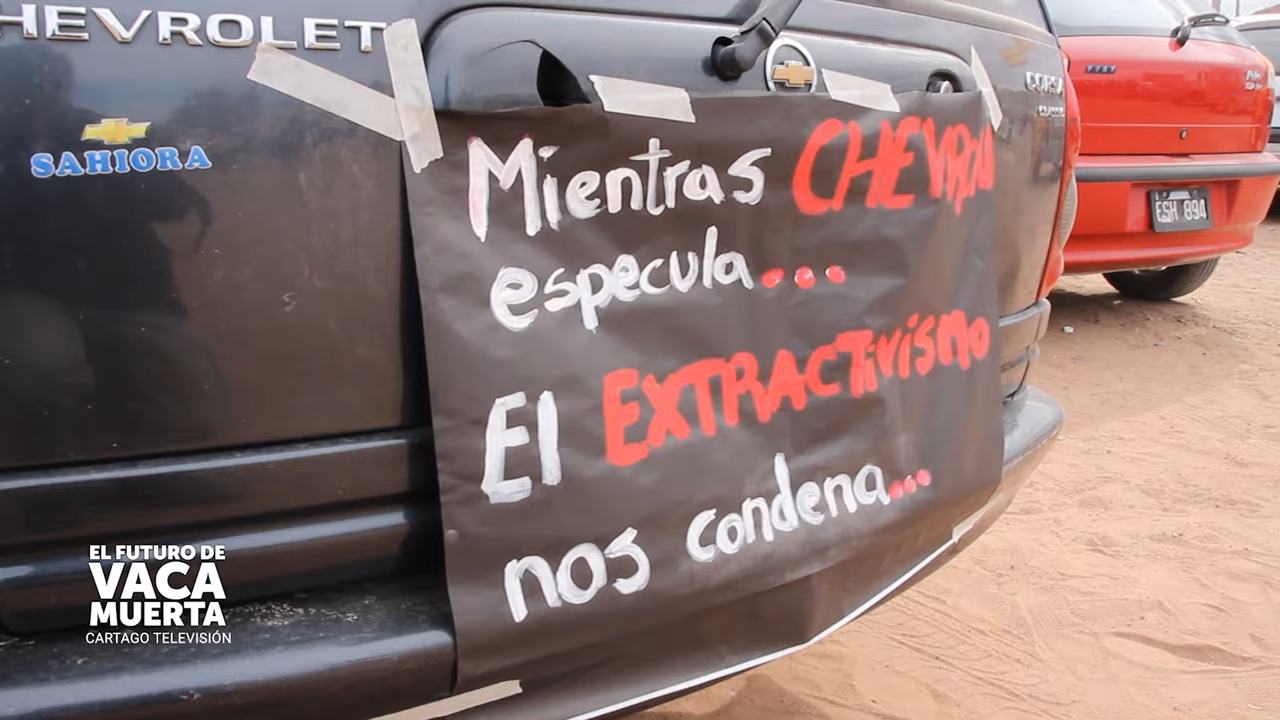 CHEVROLET
SAHIORA
Mientras CHEVRON
especula...
El EXTRACTivismo
nos condena...
CORSA
FIAT
ESH 894
EL FUTURO DE
VACA
MUERTA
CARTAGO TELEVISIÓN